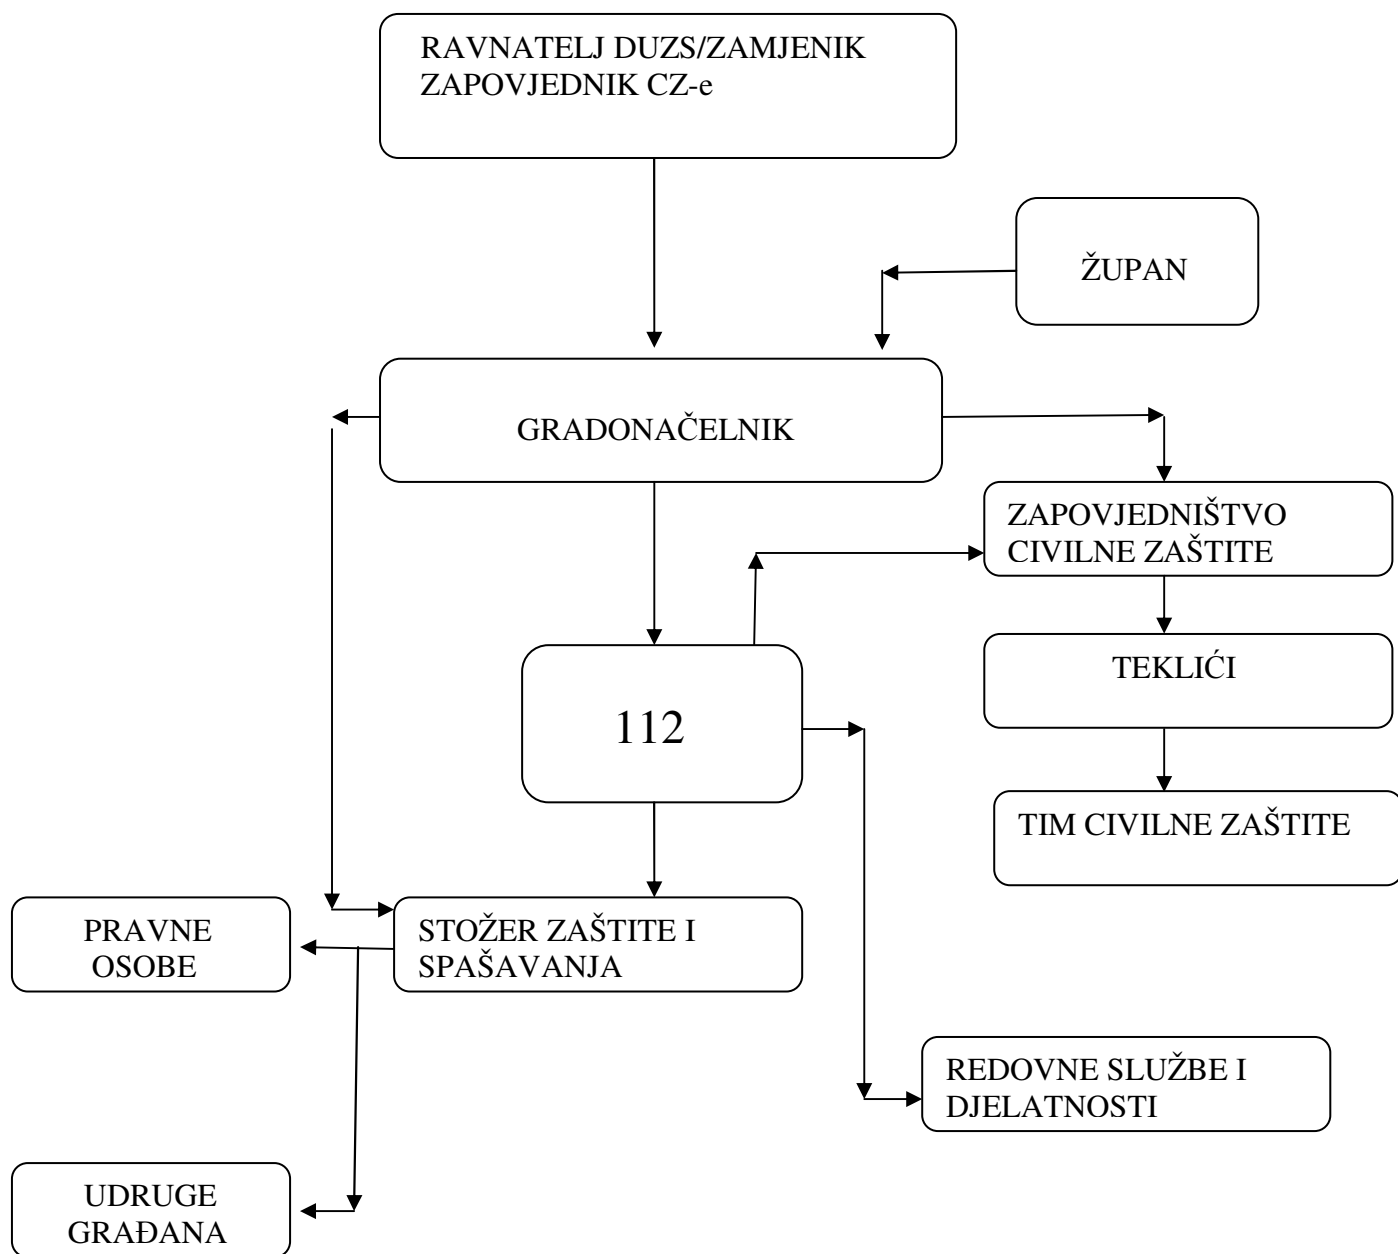 RAVNATELJ DUZS/ZAMJENIK
ZAPOVJEDNIK CZ-e
ŽUPAN
GRADONAČELNIK
ZAPOVJEDNIŠTVO
CIVILNE ZAŠTITE
TEKLIĆI
112
TIM CIVILNE ZAŠTITE
PRAVNE
OSOBE
STOŽER ZAŠTITE I
SPAŠAVANJA
REDOVNE SLUŽBE I
DJELATNOSTI
UDRUGE
GRAĐANA